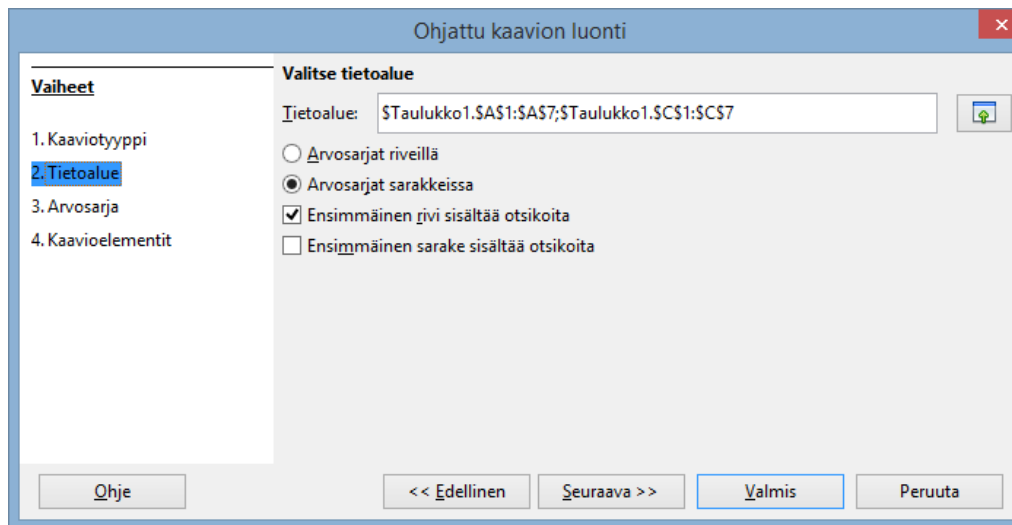 Ohjattu kaavion luonti
Vaiheet
1. Kaaviotyyppi
2. Tietoalue
3. Arvosarja
4. Kaavioelementit
Valitse tietoalue
Tietoalue: $Taulukko1.$A$1:$A$7;$Taulukko1.$C$1:$C$7
Arvosarjat riveillä
Arvosarjat sarakkeissa
Ensimmäinen rivi sisältää otsikoita
Ensimmäinen sarake sisältää otsikoita
Ohje
<< Edellinen
Seuraava >>
Valmis
Peruuta